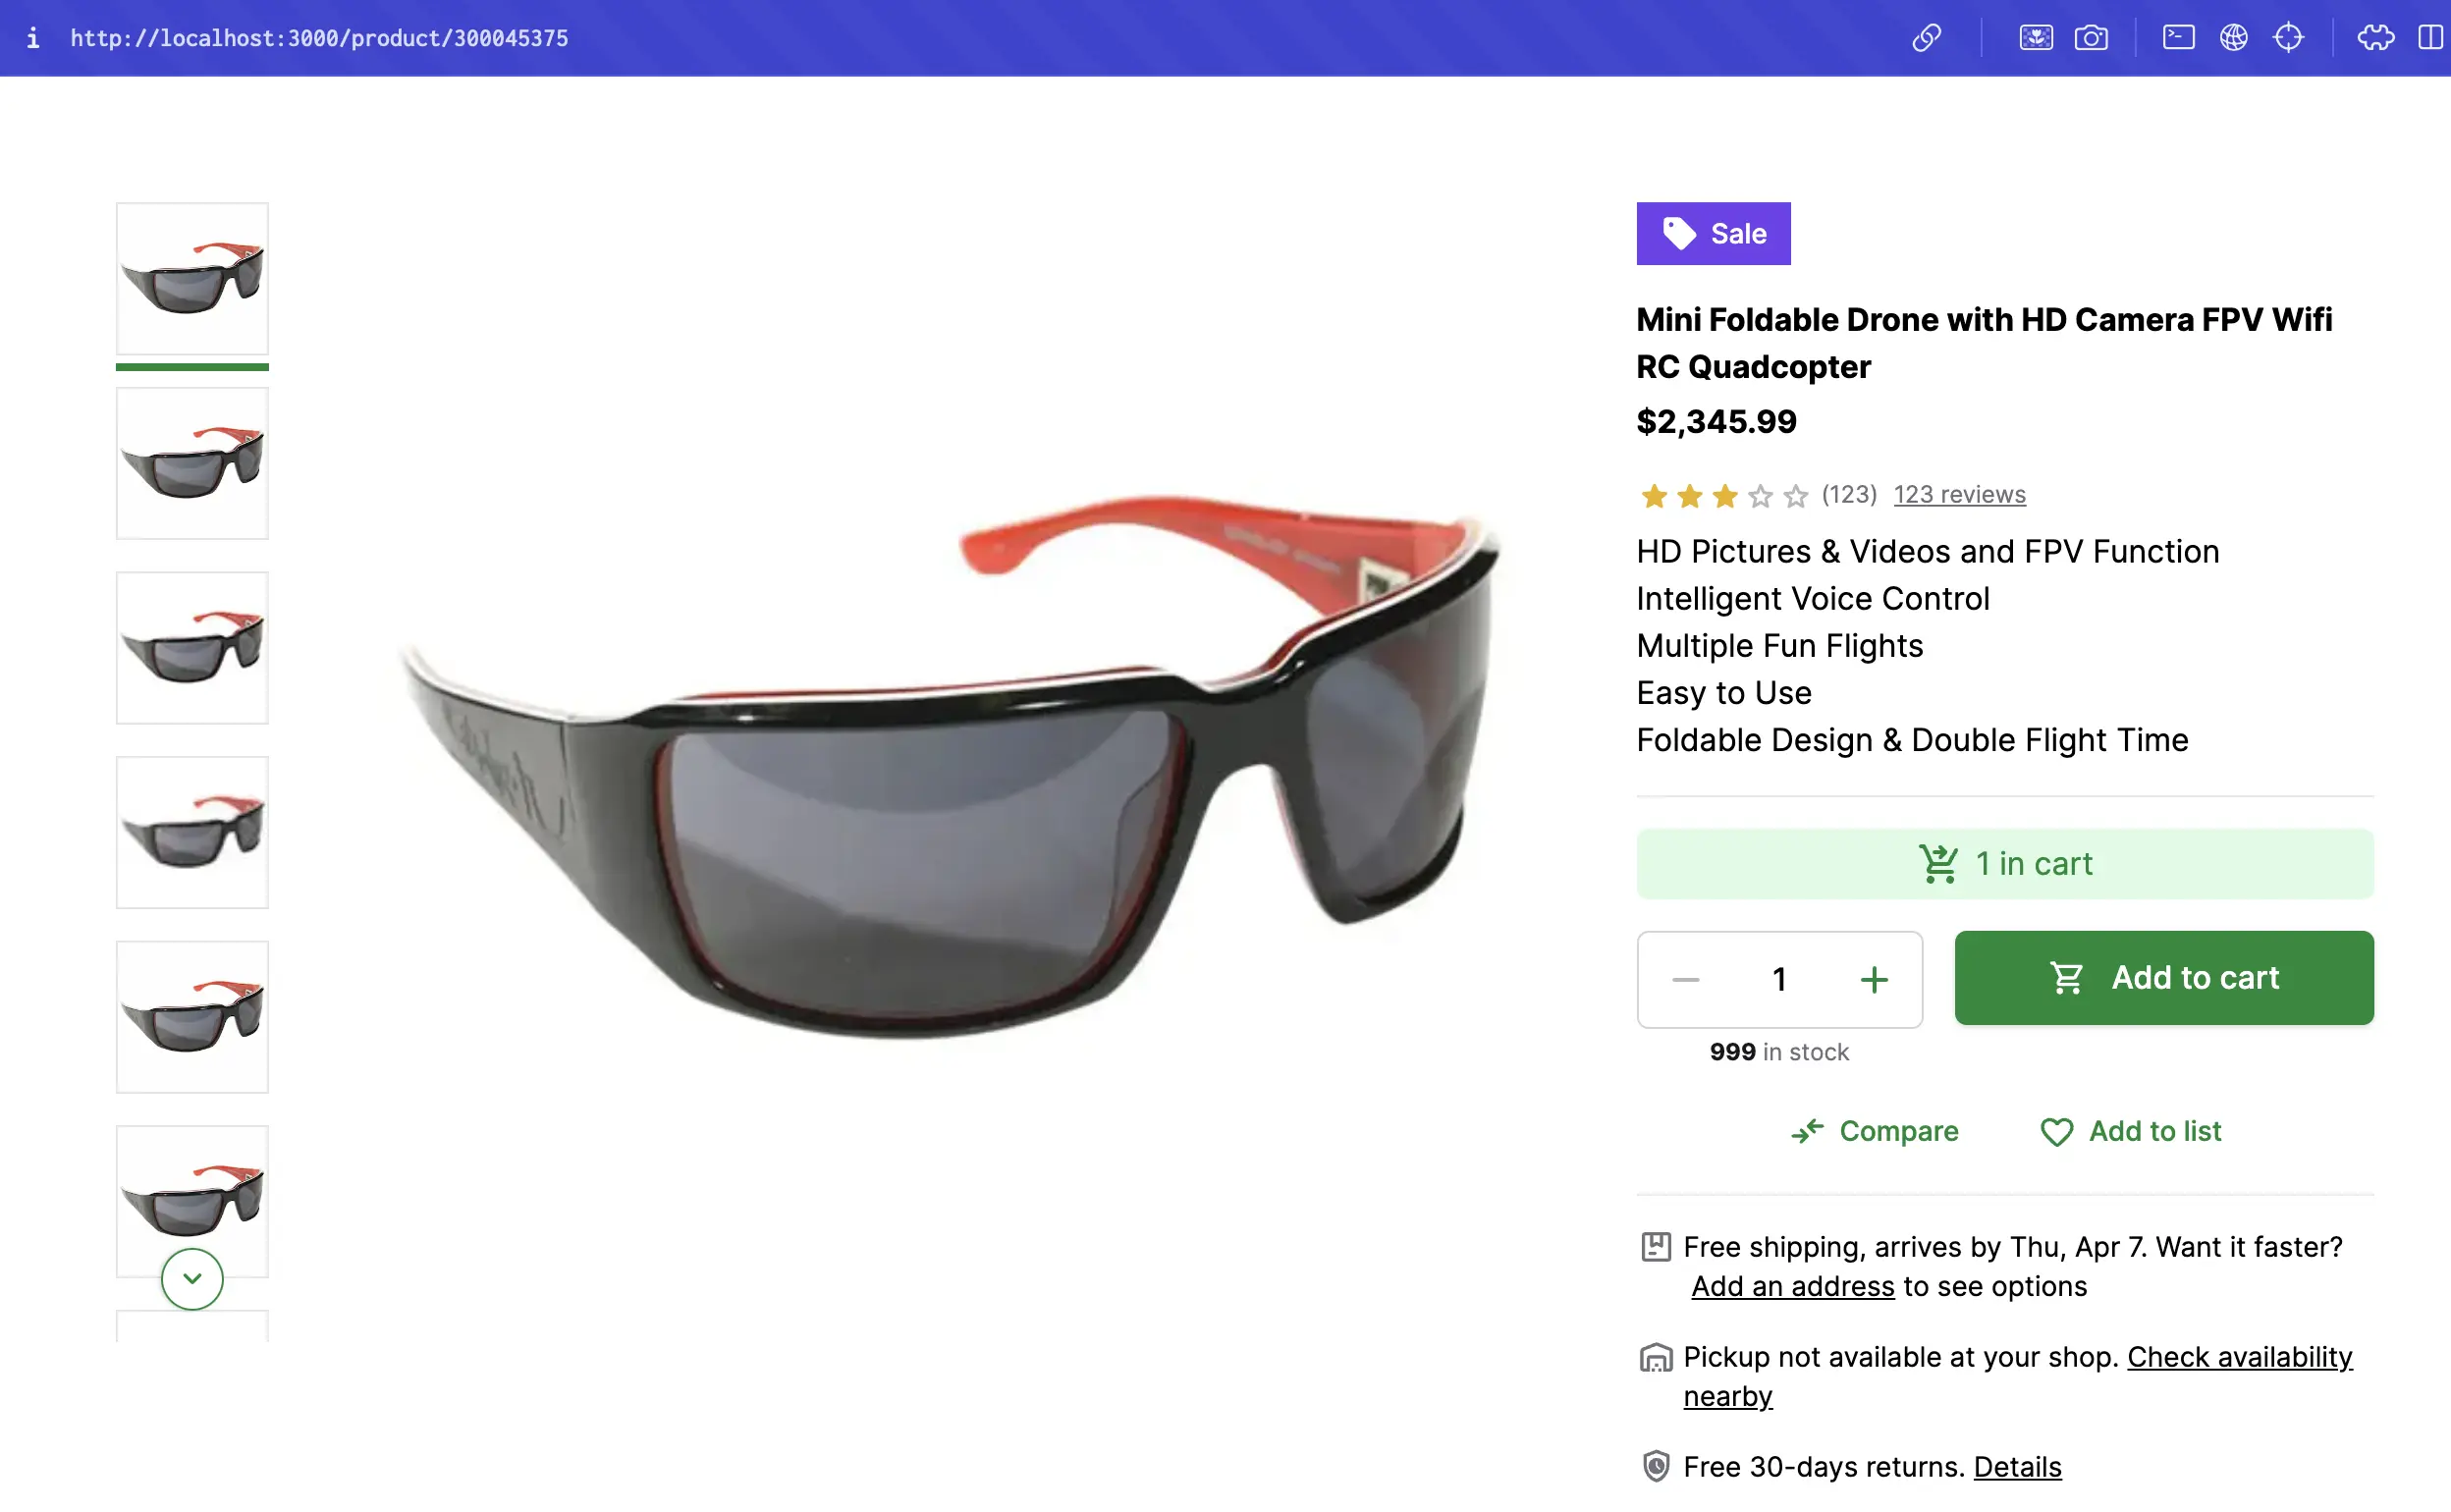 http://localhost:3000/product/300045375
Sale
Mini Foldable Drone with HD Camera FPV Wifi
RC Quadcopter
$2,345.99
(123) 123 reviews
HD Pictures & Videos and FPV Function
Intelligent Voice Control
Multiple Fun Flights
Easy to Use
Foldable Design & Double Flight Time
1 in cart
1
Add to cart
999 in stock
Compare
Add to list
Free shipping, arrives by Thu, Apr 7. Want it faster?
Add an address to see options
Pickup not available at your shop. Check availability
nearby
Free 30-days returns. Details